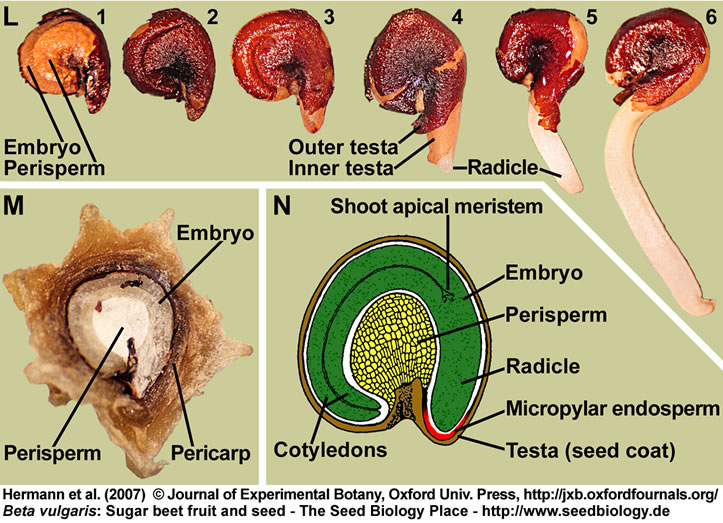 L 1 2 3 4 5 6
Embryo
Perisperm
Outer testa
Inner testa
Radicle
M
Embryo
Perisperm
Pericarp
N
Shoot apical meristem
Embryo
Perisperm
Radicle
Micropylar endosperm
Cotyledons
Testa (seed coat)
Hermann et al. (2007) © Journal of Experimental Botany, Oxford Univ. Press, http://jxb.oxfordfournals.org/
Beta vulgaris: Sugar beet fruit and seed - The Seed Biology Place - http://www.seedbiology.de